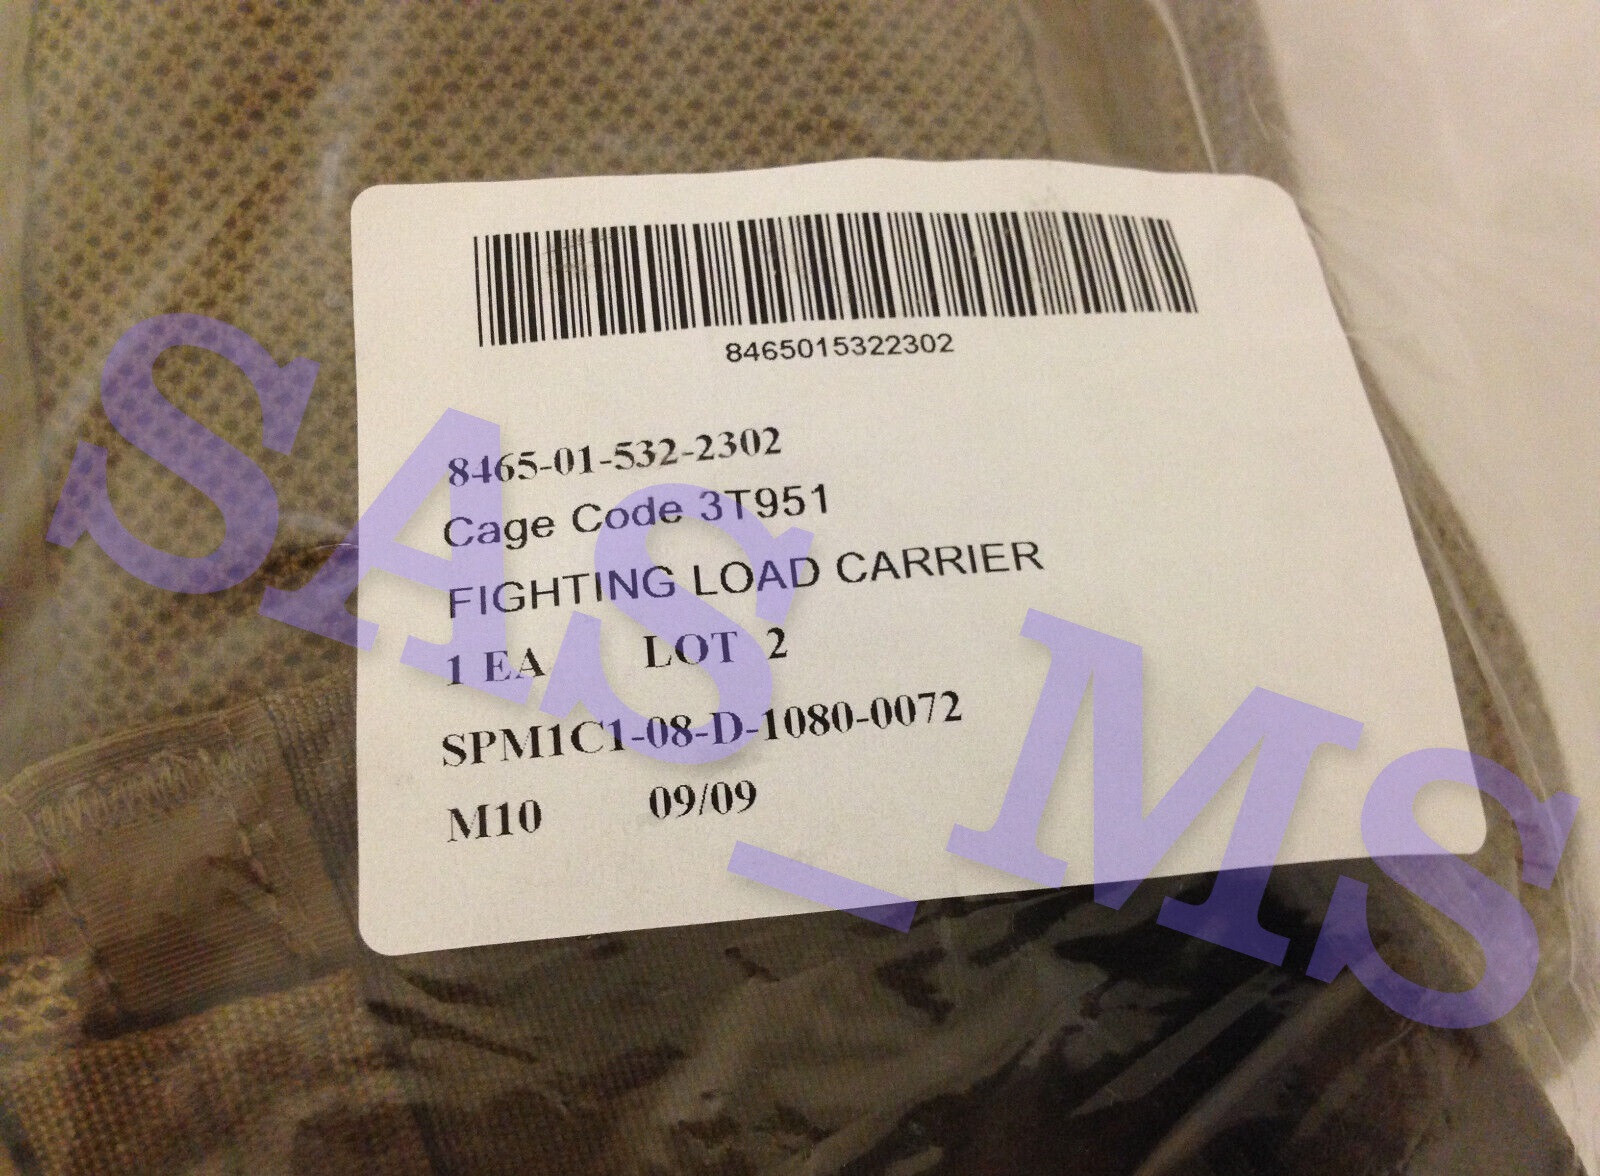 8465015322302
8465-01-532-2302
Cage Code 3T951
FIGHTING LOAD CARRIER
1 EA LOT 2
SPM1C1-08-D-1080-0072
M10 09/09
SAS_MS